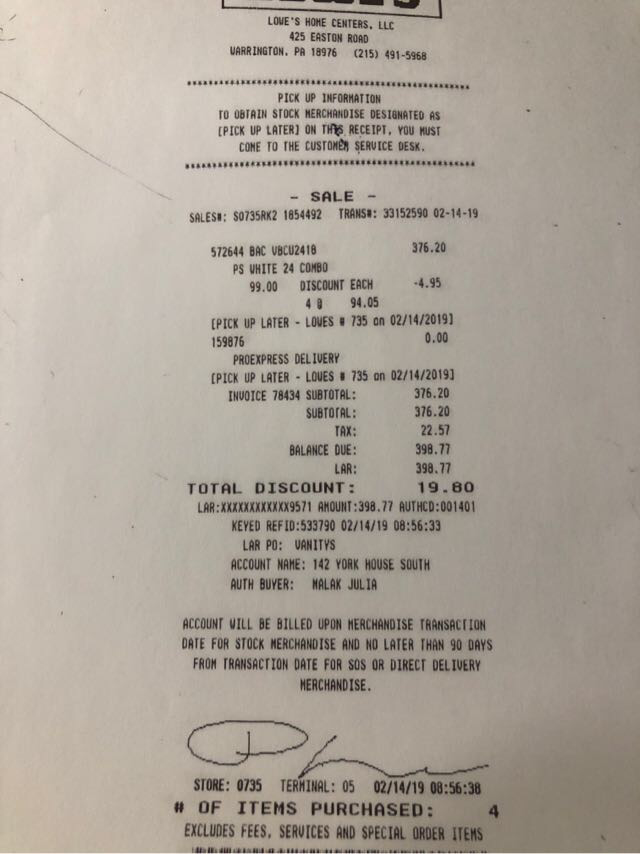 LOWE'S HOME CENTERS, LLC
425 EASTON ROAD
WARRINGTON, PA 18976 (215) 491-5968
PICK UP INFORMATION
TO OBTAIN STOCK MERCHANDISE DESIGNATED AS
[PICK UP LATER] ON THIS RECEIPT, YOU MUST
COME TO THE CUSTOMER SERVICE DESK.
- SALE -
SALES#: S0735RK2 1854492 TRANS#: 33152590 02-14-19
572644 BAC VBCU2418 376.20
PS WHITE 24 COMBO
99.00 DISCOUNT EACH -4.95
4 @ 94.05
[PICK UP LATER - LOWES # 735 on 02/14/2019]
159876 0.00
PROEXPRESS DELIVERY
[PICK UP LATER - LOWES # 735 on 02/14/2019]
INVOICE 78434 SUBTOTAL: 376.20
SUBTOTAL: 376.20
TAX: 22.57
BALANCE DUE: 398.77
LAR: 398.77
TOTAL DISCOUNT: 19.80
LAR:XXXXXXXXXXXX9571 AMOUNT:398.77 AUTHCD:001401
KEYED REFID:533790 02/14/19 08:56:33
LAR PO: VANITYS
ACCOUNT NAME: 142 YORK HOUSE SOUTH
AUTH BUYER: MALAK JULIA
ACCOUNT WILL BE BILLED UPON MERCHANDISE TRANSACTION
DATE FOR STOCK MERCHANDISE AND NO LATER THAN 90 DAYS
FROM TRANSACTION DATE FOR SOS OR DIRECT DELIVERY
MERCHANDISE.
STORE: 0735 TERMINAL: 05 02/14/19 08:56:38
# OF ITEMS PURCHASED: 4
EXCLUDES FEES, SERVICES AND SPECIAL ORDER ITEMS